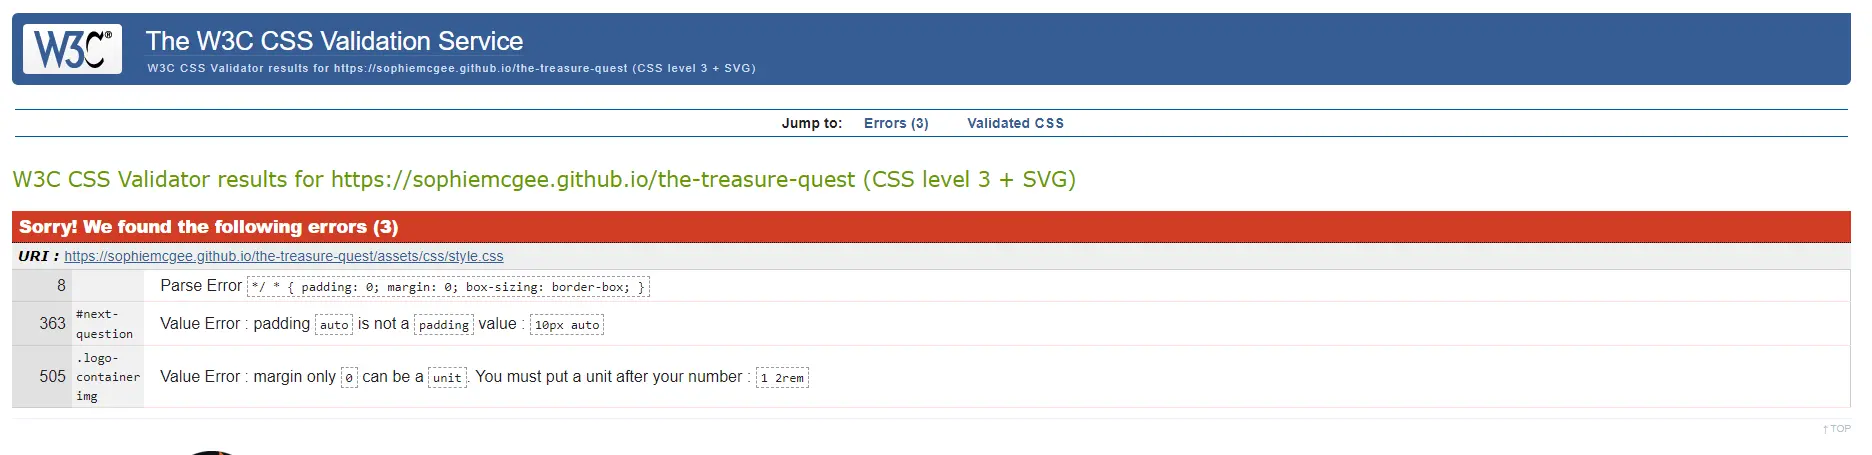 W3C®
The W3C CSS Validation Service
W3C CSS Validator results for https://sophiemcgee.github.io/the-treasure-quest (CSS level 3 + SVG)
Jump to: Errors (3) Validated CSS
W3C CSS Validator results for https://sophiemcgee.github.io/the-treasure-quest (CSS level 3 + SVG)
Sorry! We found the following errors (3)
URI : https://sophiemcgee.github.io/the-treasure-quest/assets/css/style.css
8 Parse Error */ * { padding: 0; margin: 0; box-sizing: border-box; }
363 #next-question Value Error : padding auto is not a padding value : 10px auto
505 .logo-container img Value Error : margin only 0 can be a unit. You must put a unit after your number : 1 2rem
↑TOP